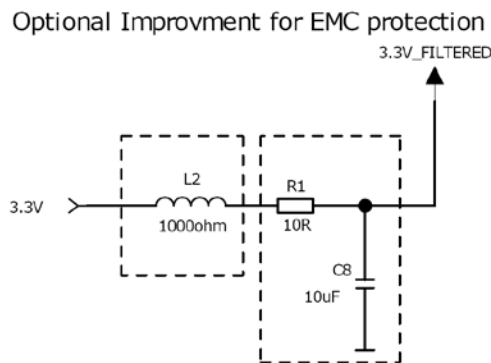 Optional Improvment for EMC protection
3.3V_FILTERED
L2
R1
3.3V
1000ohm
10R
C8
10uF